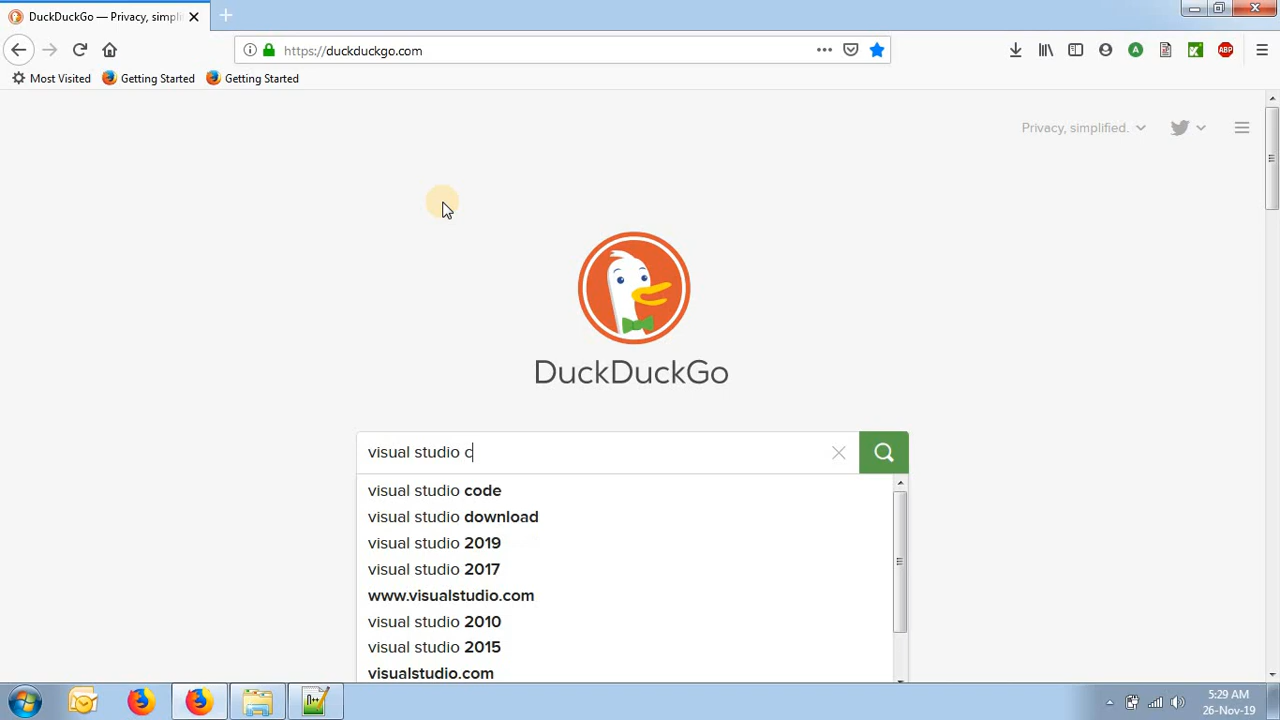 DuckDuckGo — Privacy, simpli
https://duckduckgo.com
Most Visited
Getting Started
Getting Started
A
ABP
Privacy, simplified.
DuckDuckGo
visual studio c
visual studio code
visual studio download
visual studio 2019
visual studio 2017
www.visualstudio.com
visual studio 2010
visual studio 2015
visualstudio.com
5:29 AM
26-Nov-19